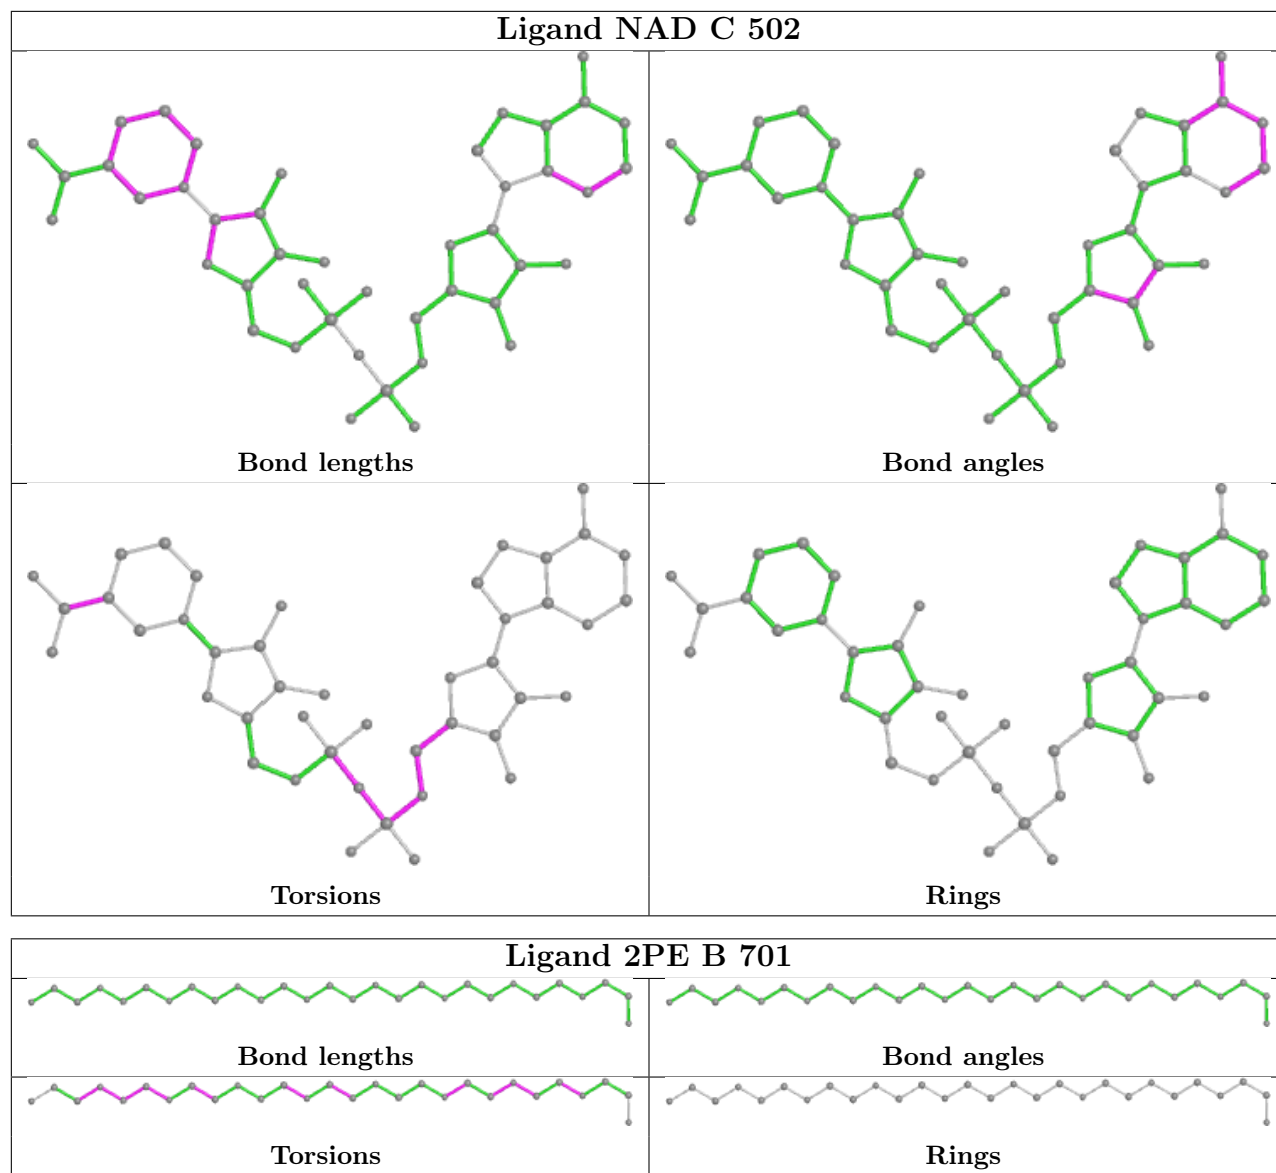 Ligand NAD C 502
Bond lengths
Bond angles
Torsions
Rings
Ligand 2PE B 701
Bond lengths
Bond angles
Torsions
Rings